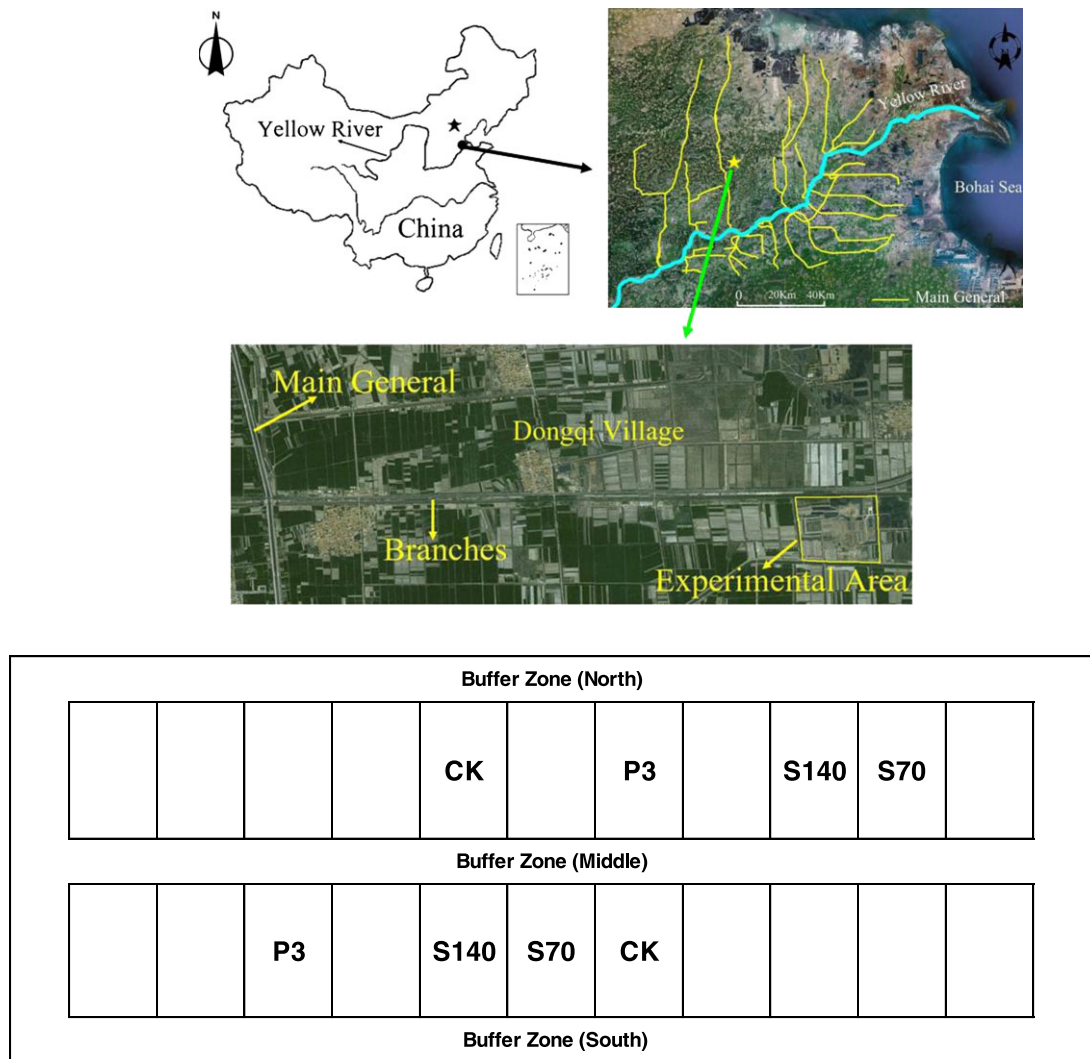 N
Yellow River
China
Yellow River
Bohai Sea
0 20Km 40Km
Main General
Main General
Dongqi Village
Branches
Experimental Area
Buffer Zone (North)
CK P3 S140 S70
Buffer Zone (Middle)
P3 S140 S70 CK
Buffer Zone (South)